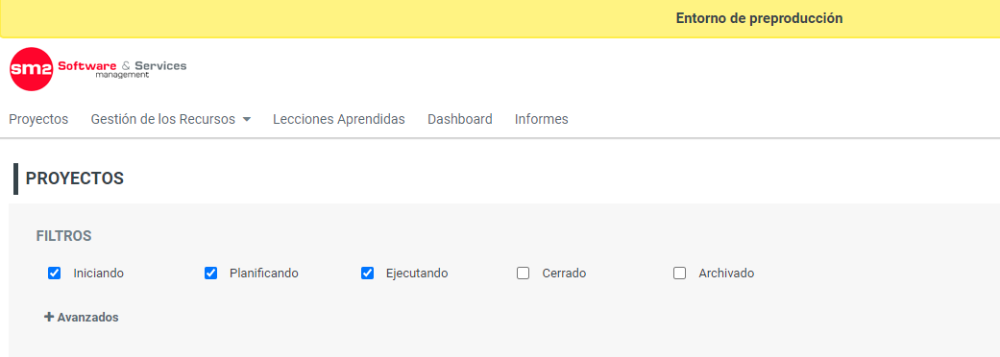 Entorno de preproducción
sm2 Software & Services
management
Proyectos Gestión de los Recursos Lecciones Aprendidas Dashboard Informes
PROYECTOS
FILTROS
Iniciando Planificando Ejecutando Cerrado Archivado
Avanzados